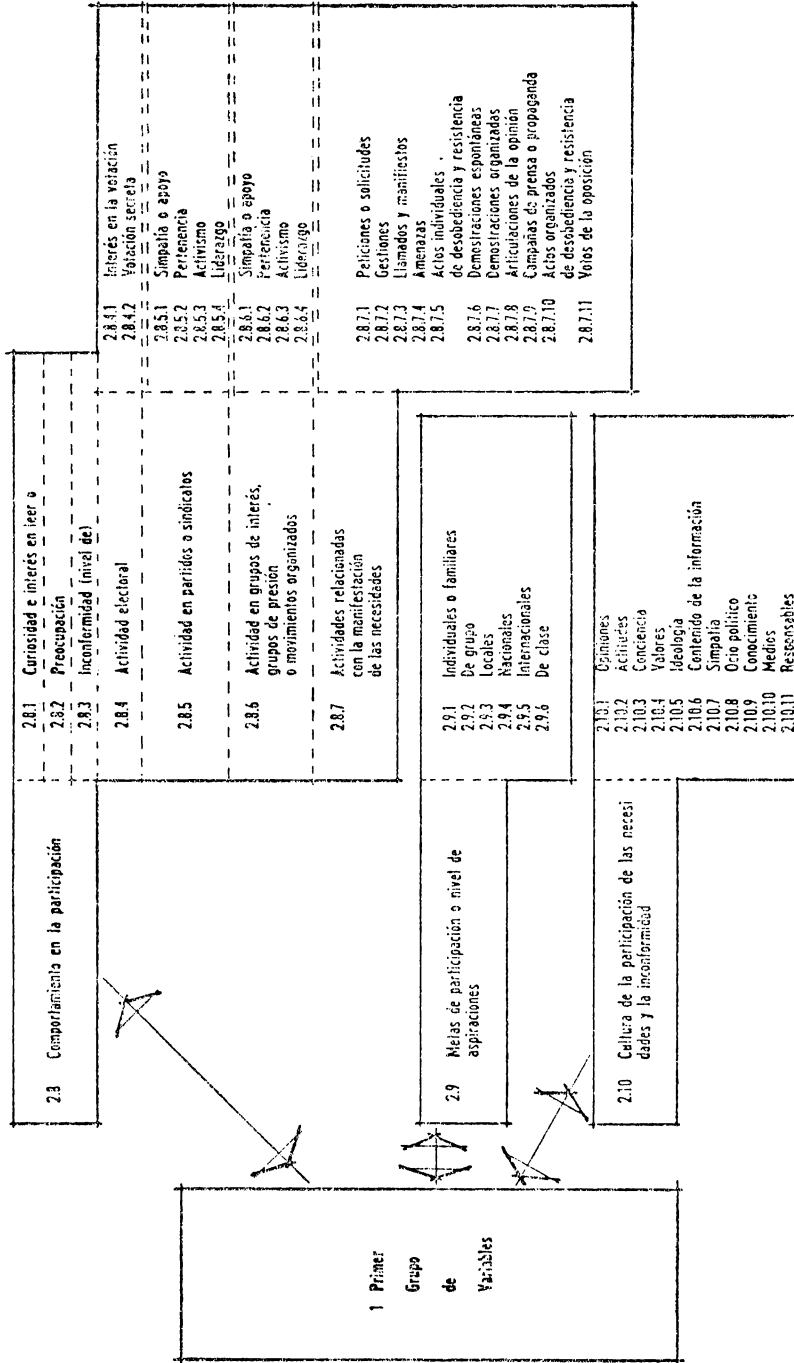 1 Primer
Grupo
de
Variables
2.8 Comportamiento en la participación
2.8.1 Curiosidad e interés en leer o
2.8.2 Preocupación
2.8.3 Inconformidad (nivel de)
2.8.4 Actividad electoral
2.8.4.1 Interés en la votación
2.8.4.2 Votación secreta
2.8.5 Actividad en partidos o sindicatos
2.8.5.1 Simpatía o apoyo
2.8.5.2 Pertenencia
2.8.5.3 Activismo
2.8.5.4 Liderazgo
2.8.6 Actividad en grupos de interés,
grupos de presión
o movimientos organizados
2.8.6.1 Simpatía o apoyo
2.8.6.2 Pertenencia
2.8.6.3 Activismo
2.8.6.4 Liderazgo
2.8.7 Actividades relacionadas
con la manifestación
de las necesidades
2.8.7.1 Peticiones o solicitudes
2.8.7.2 Gestiones
2.8.7.3 Llamados y manifiestos
2.8.7.4 Amenazas
2.8.7.5 Actos individuales
de desobediencia y resistencia
2.8.7.6 Demostraciones espontáneas
2.8.7.7 Demostraciones organizadas
2.8.7.8 Articulaciones de la opinión
2.8.7.9 Campañas de prensa o propaganda
2.8.7.10 Actos organizados
de desobediencia y resistencia
2.8.7.11 Votos de la oposición
2.9 Metas de participación o nivel de
aspiraciones
2.9.1 Individuales o familiares
2.9.2 De grupo
2.9.3 Locales
2.9.4 Nacionales
2.9.5 Internacionales
2.9.6 De clase
2.10 Cultura de la participación de las necesi
dades y la inconformidad
2.10.1 Opiniones
2.10.2 Actitudes
2.10.3 Conciencia
2.10.4 Valores
2.10.5 Ideología
2.10.6 Contenido de la información
2.10.7 Simpatía
2.10.8 Ocio político
2.10.9 Conocimiento
2.10.10 Medios
2.10.11 Responsables